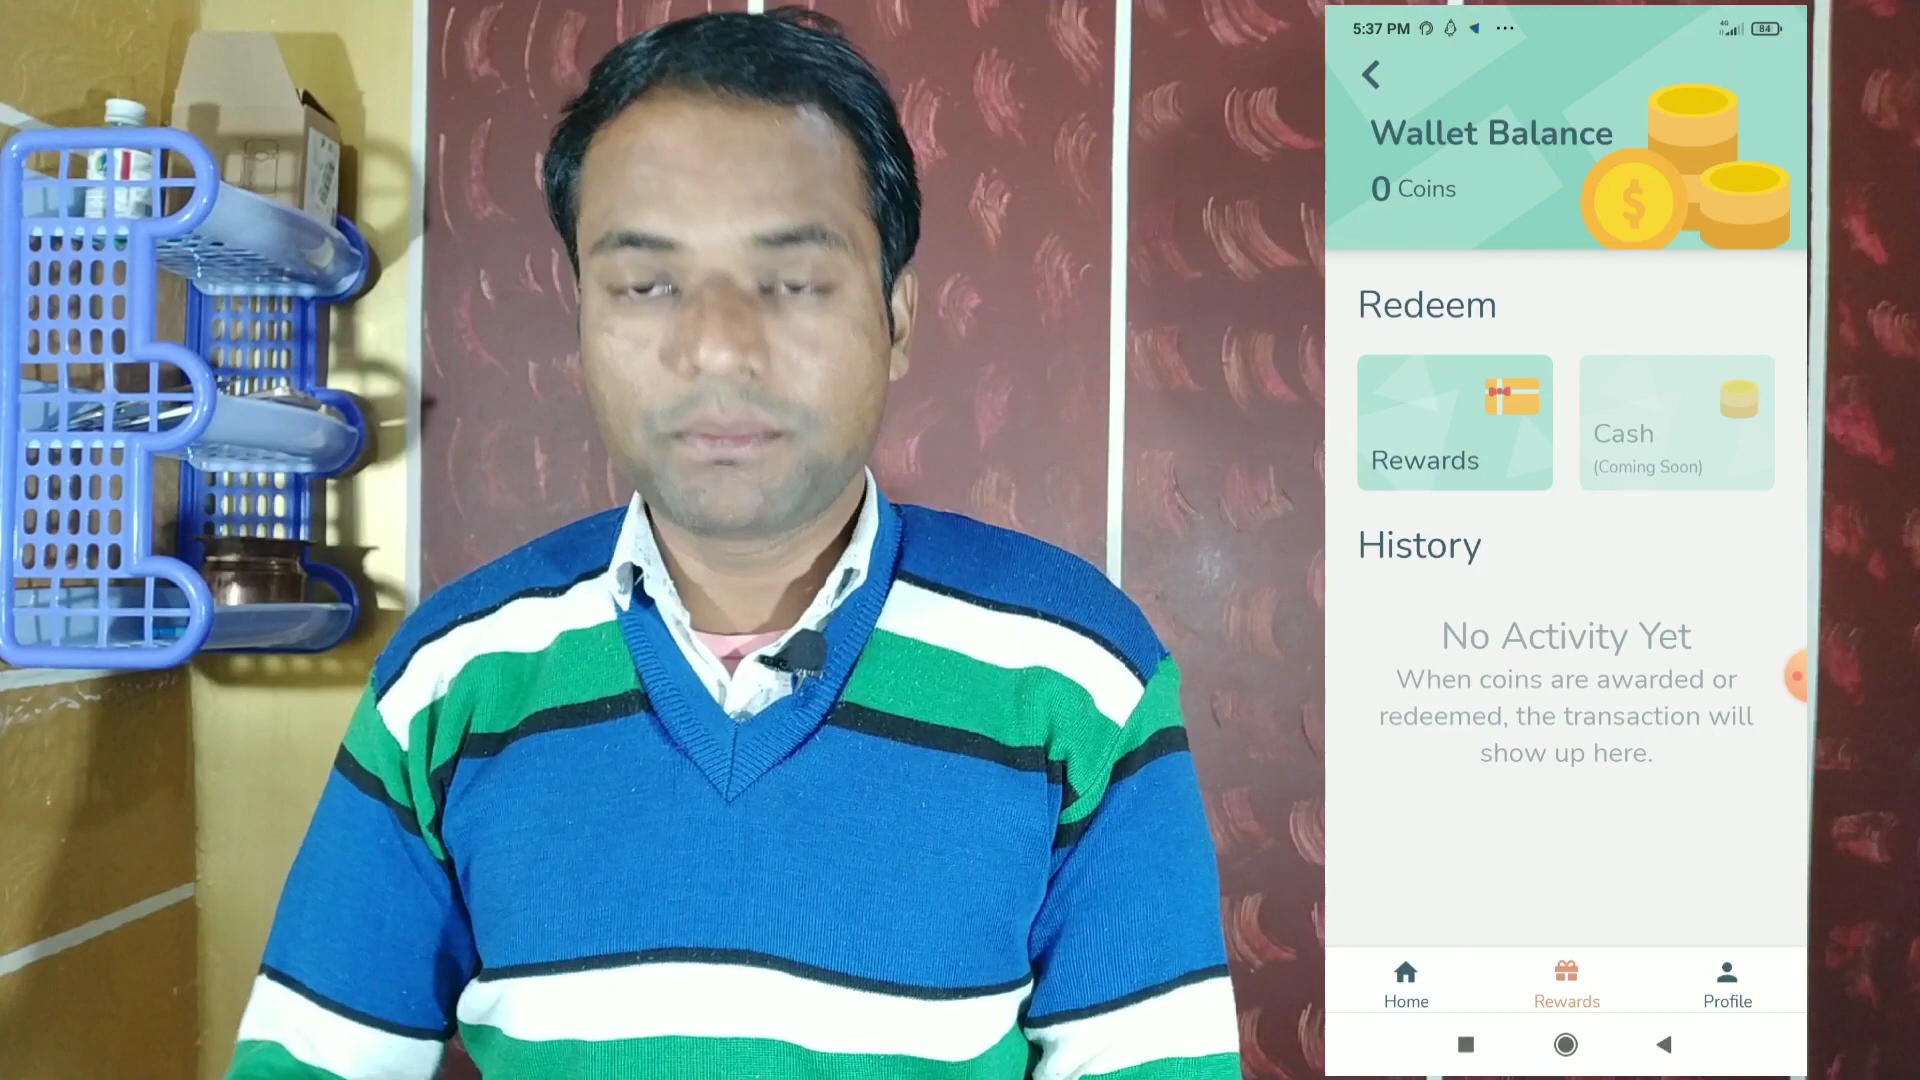 5:37 PM
4G
84
Wallet Balance
0 Coins
Redeem
Rewards
Cash
(Coming Soon)
History
No Activity Yet
When coins are awarded or
redeemed, the transaction will
show up here.
Home
Rewards
Profile